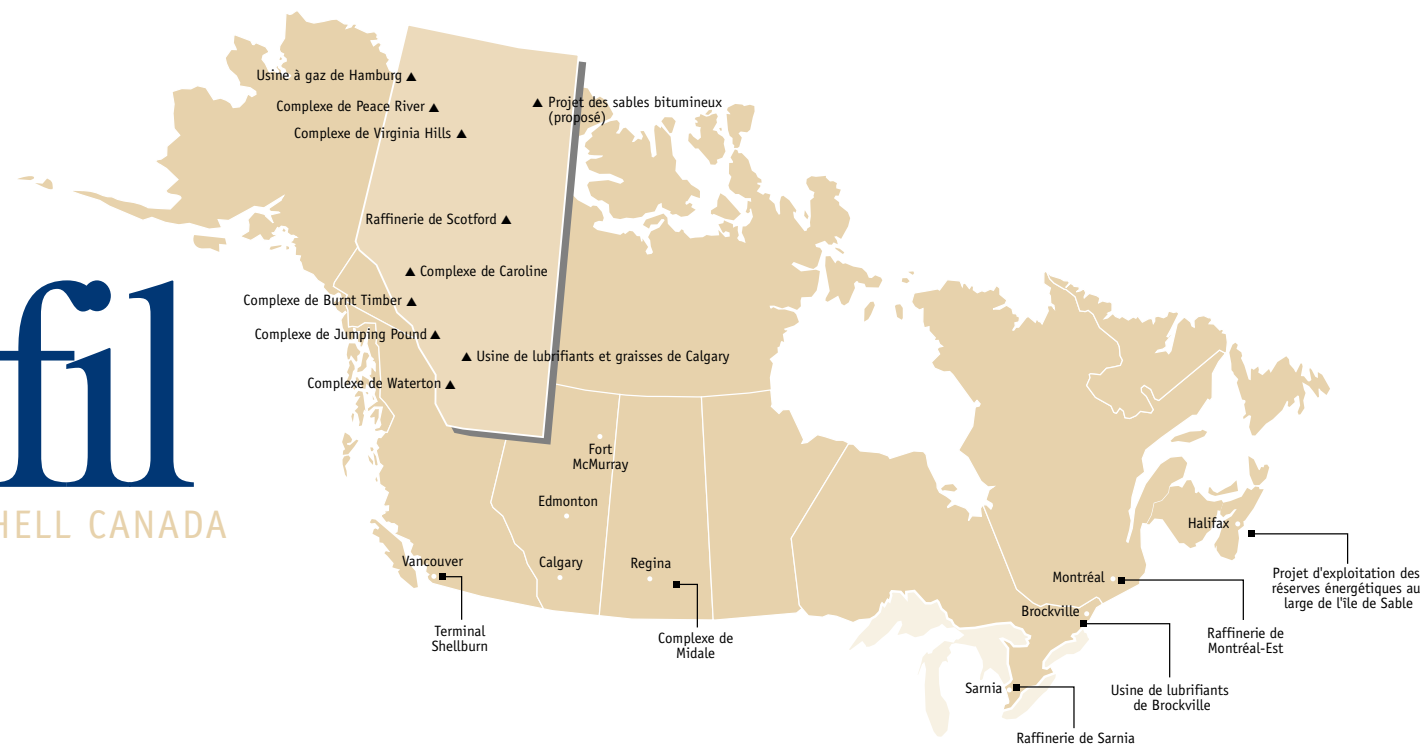 Usine à gaz de Hamburg
Complexe de Peace River
Projet des sables bitumineux
(proposé)
Complexe de Virginia Hills
Raffinerie de Scotford
Complexe de Caroline
Complexe de Burnt Timber
Complexe de Jumping Pound
Usine de lubrifiants et graisses de Calgary
Complexe de Waterton
fil
HELL CANADA
Fort
McMurray
Edmonton
Vancouver
Calgary
Regina
Halifax
Montréal
Brockville
Sarnia
Terminal
Shellburn
Complexe de
Midale
Projet d'exploitation des
réserves énergétiques au
large de l'île de Sable
Raffinerie de
Montréal-Est
Usine de lubrifiants
de Brockville
Raffinerie de Sarnia